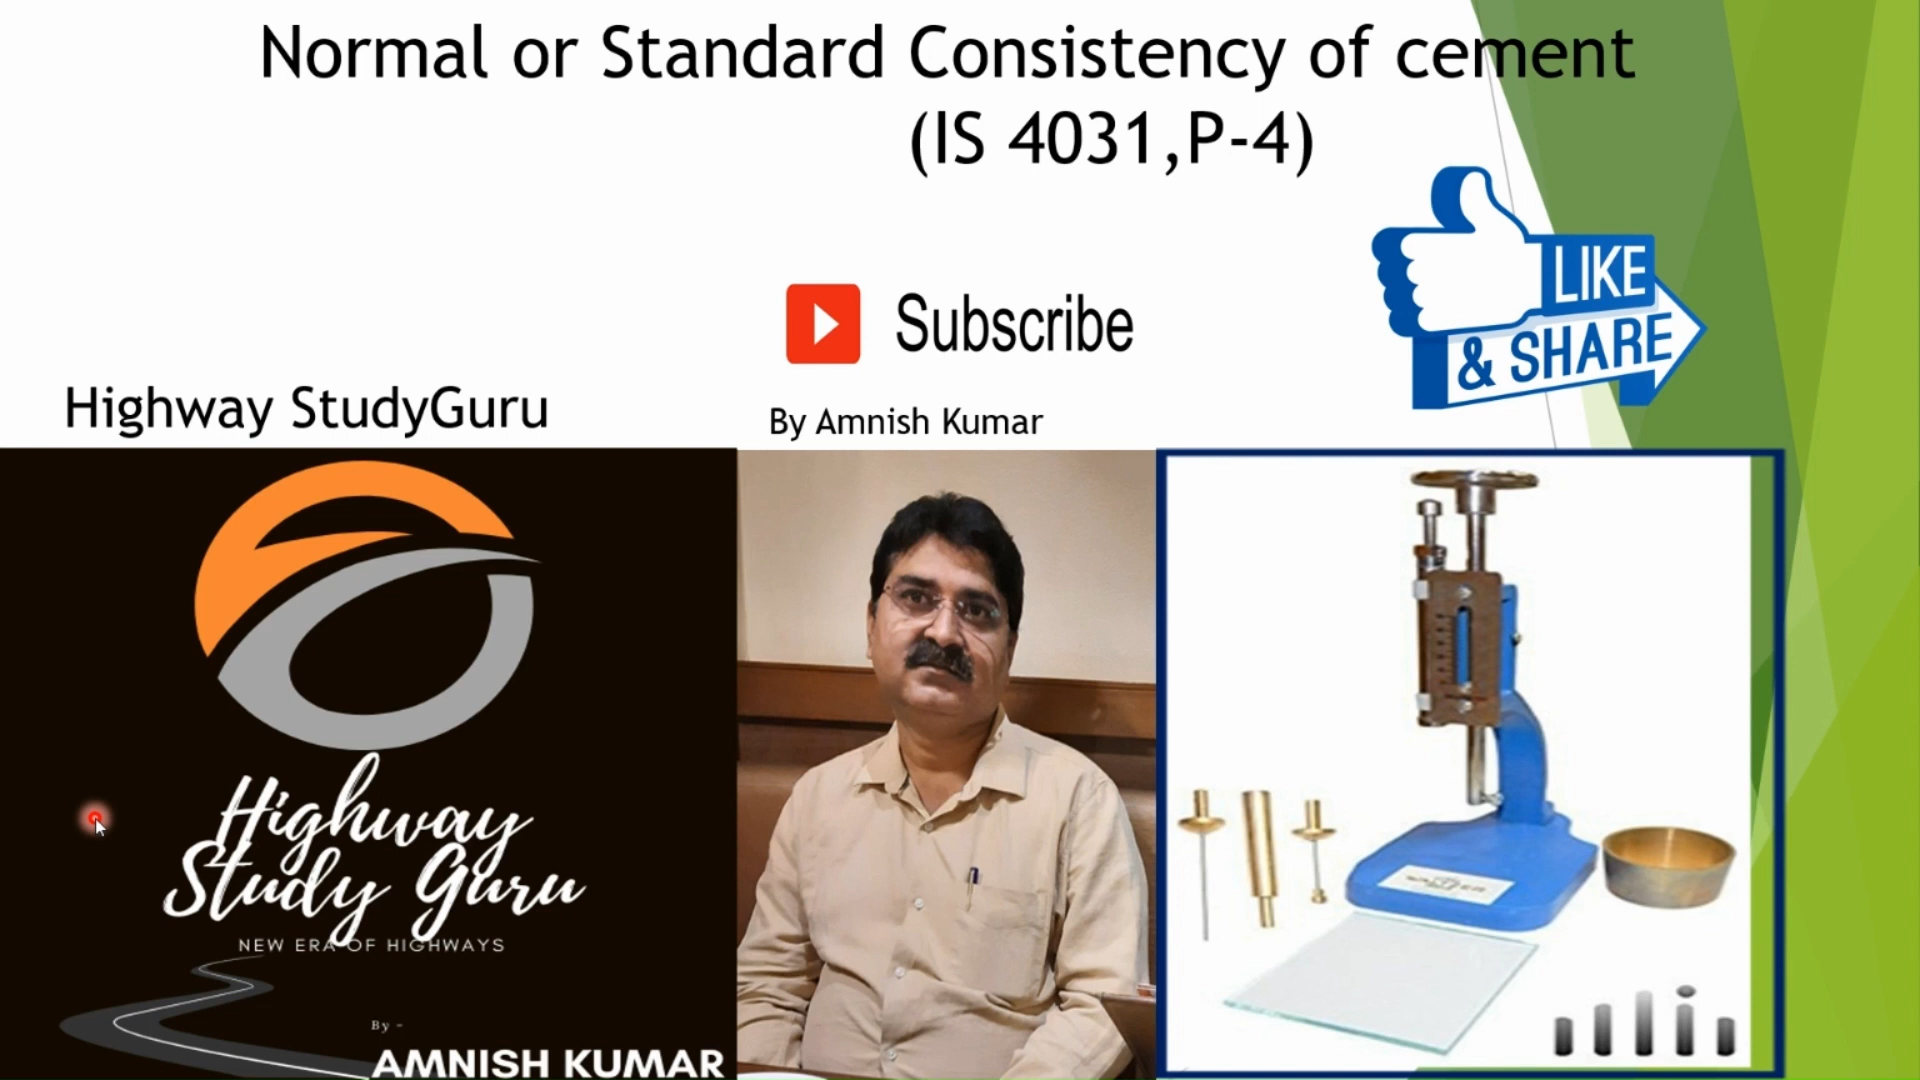 Normal or Standard Consistency of cement
(IS 4031,P-4)
LIKE
& SHARE
Subscribe
Highway StudyGuru
By Amnish Kumar
Highway
Study Guru
NEW ERA OF HIGHWAYS
By -
AMNISH KUMAR